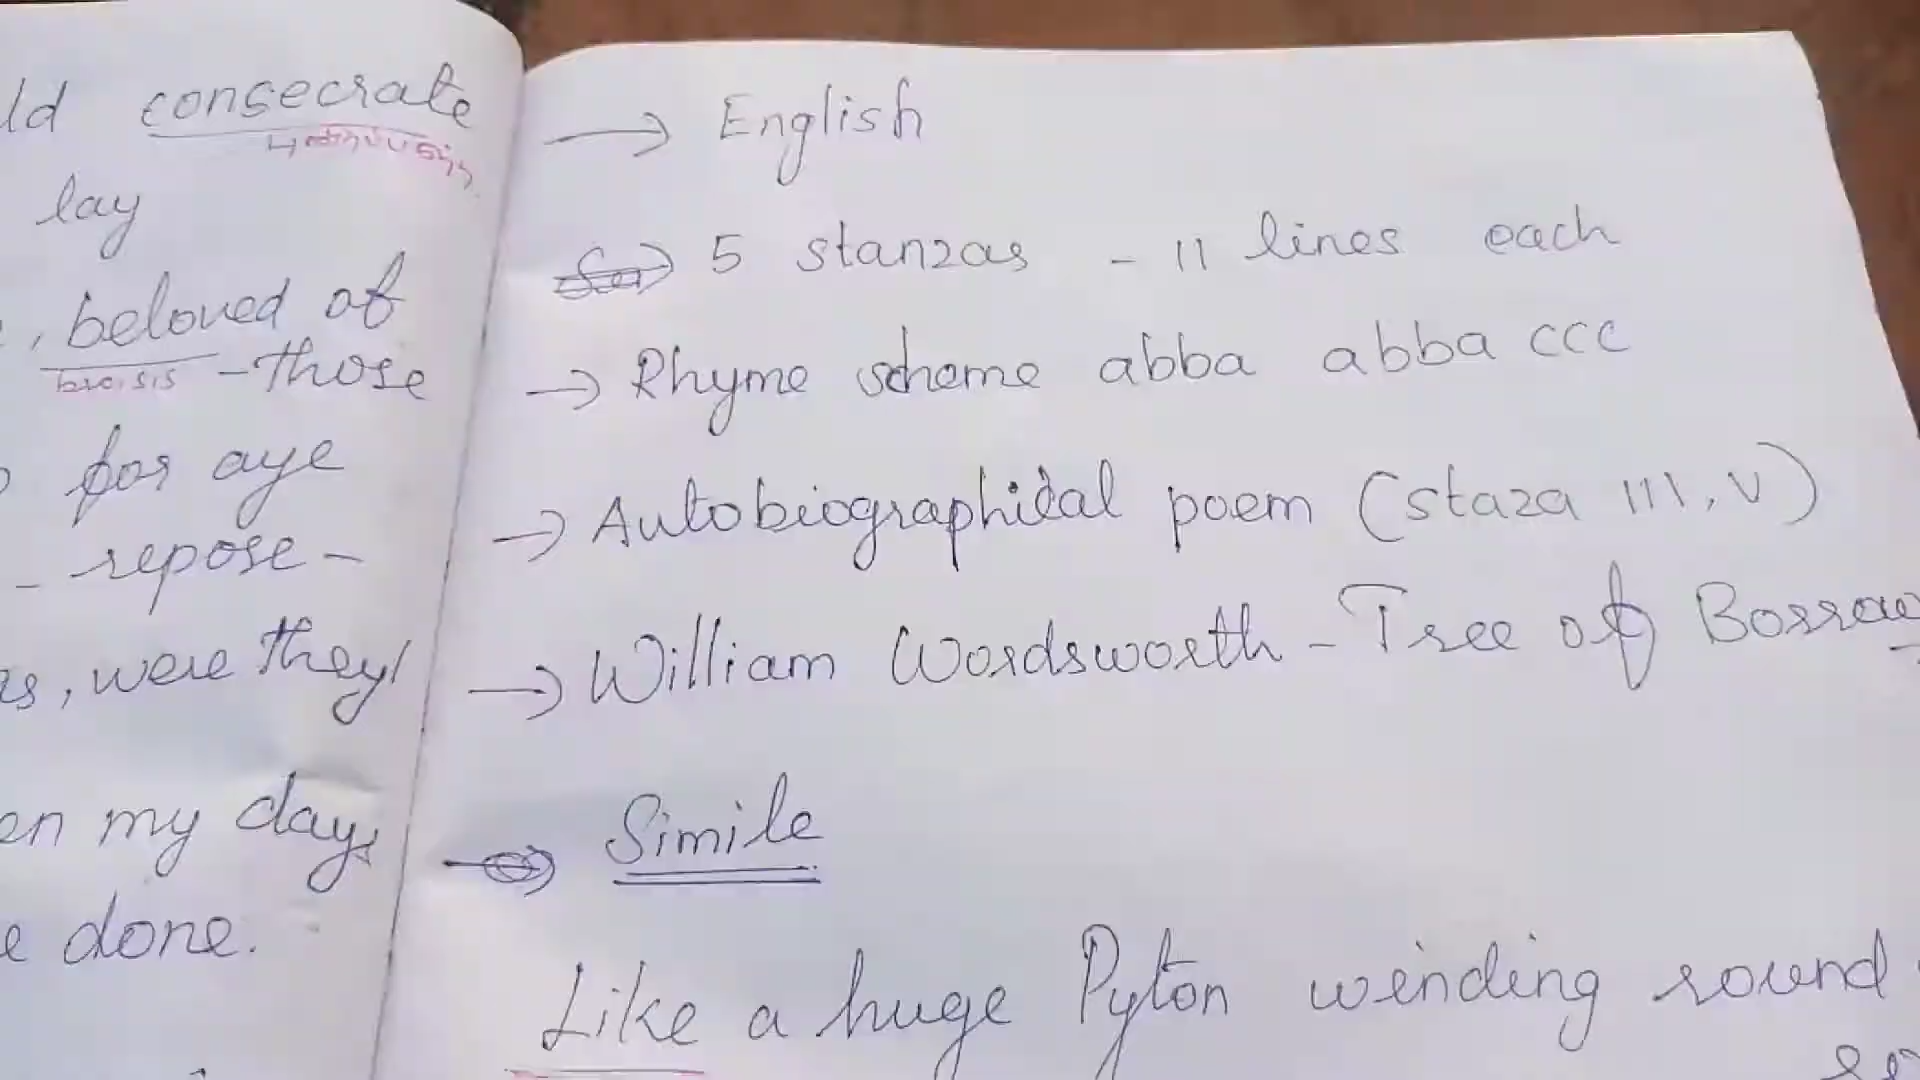 ld consecrate
lay
, beloved of
- those
for aye
- repose -
s, were they
en my days
e done.
→ English
5 stanzas - 11 lines each
→ Rhyme scheme abba abba ccc
→ Autobiographical poem (staza III, V)
→ William Wordsworth - Tree of Borrow
→ Simile
Like a huge Pyton winding round